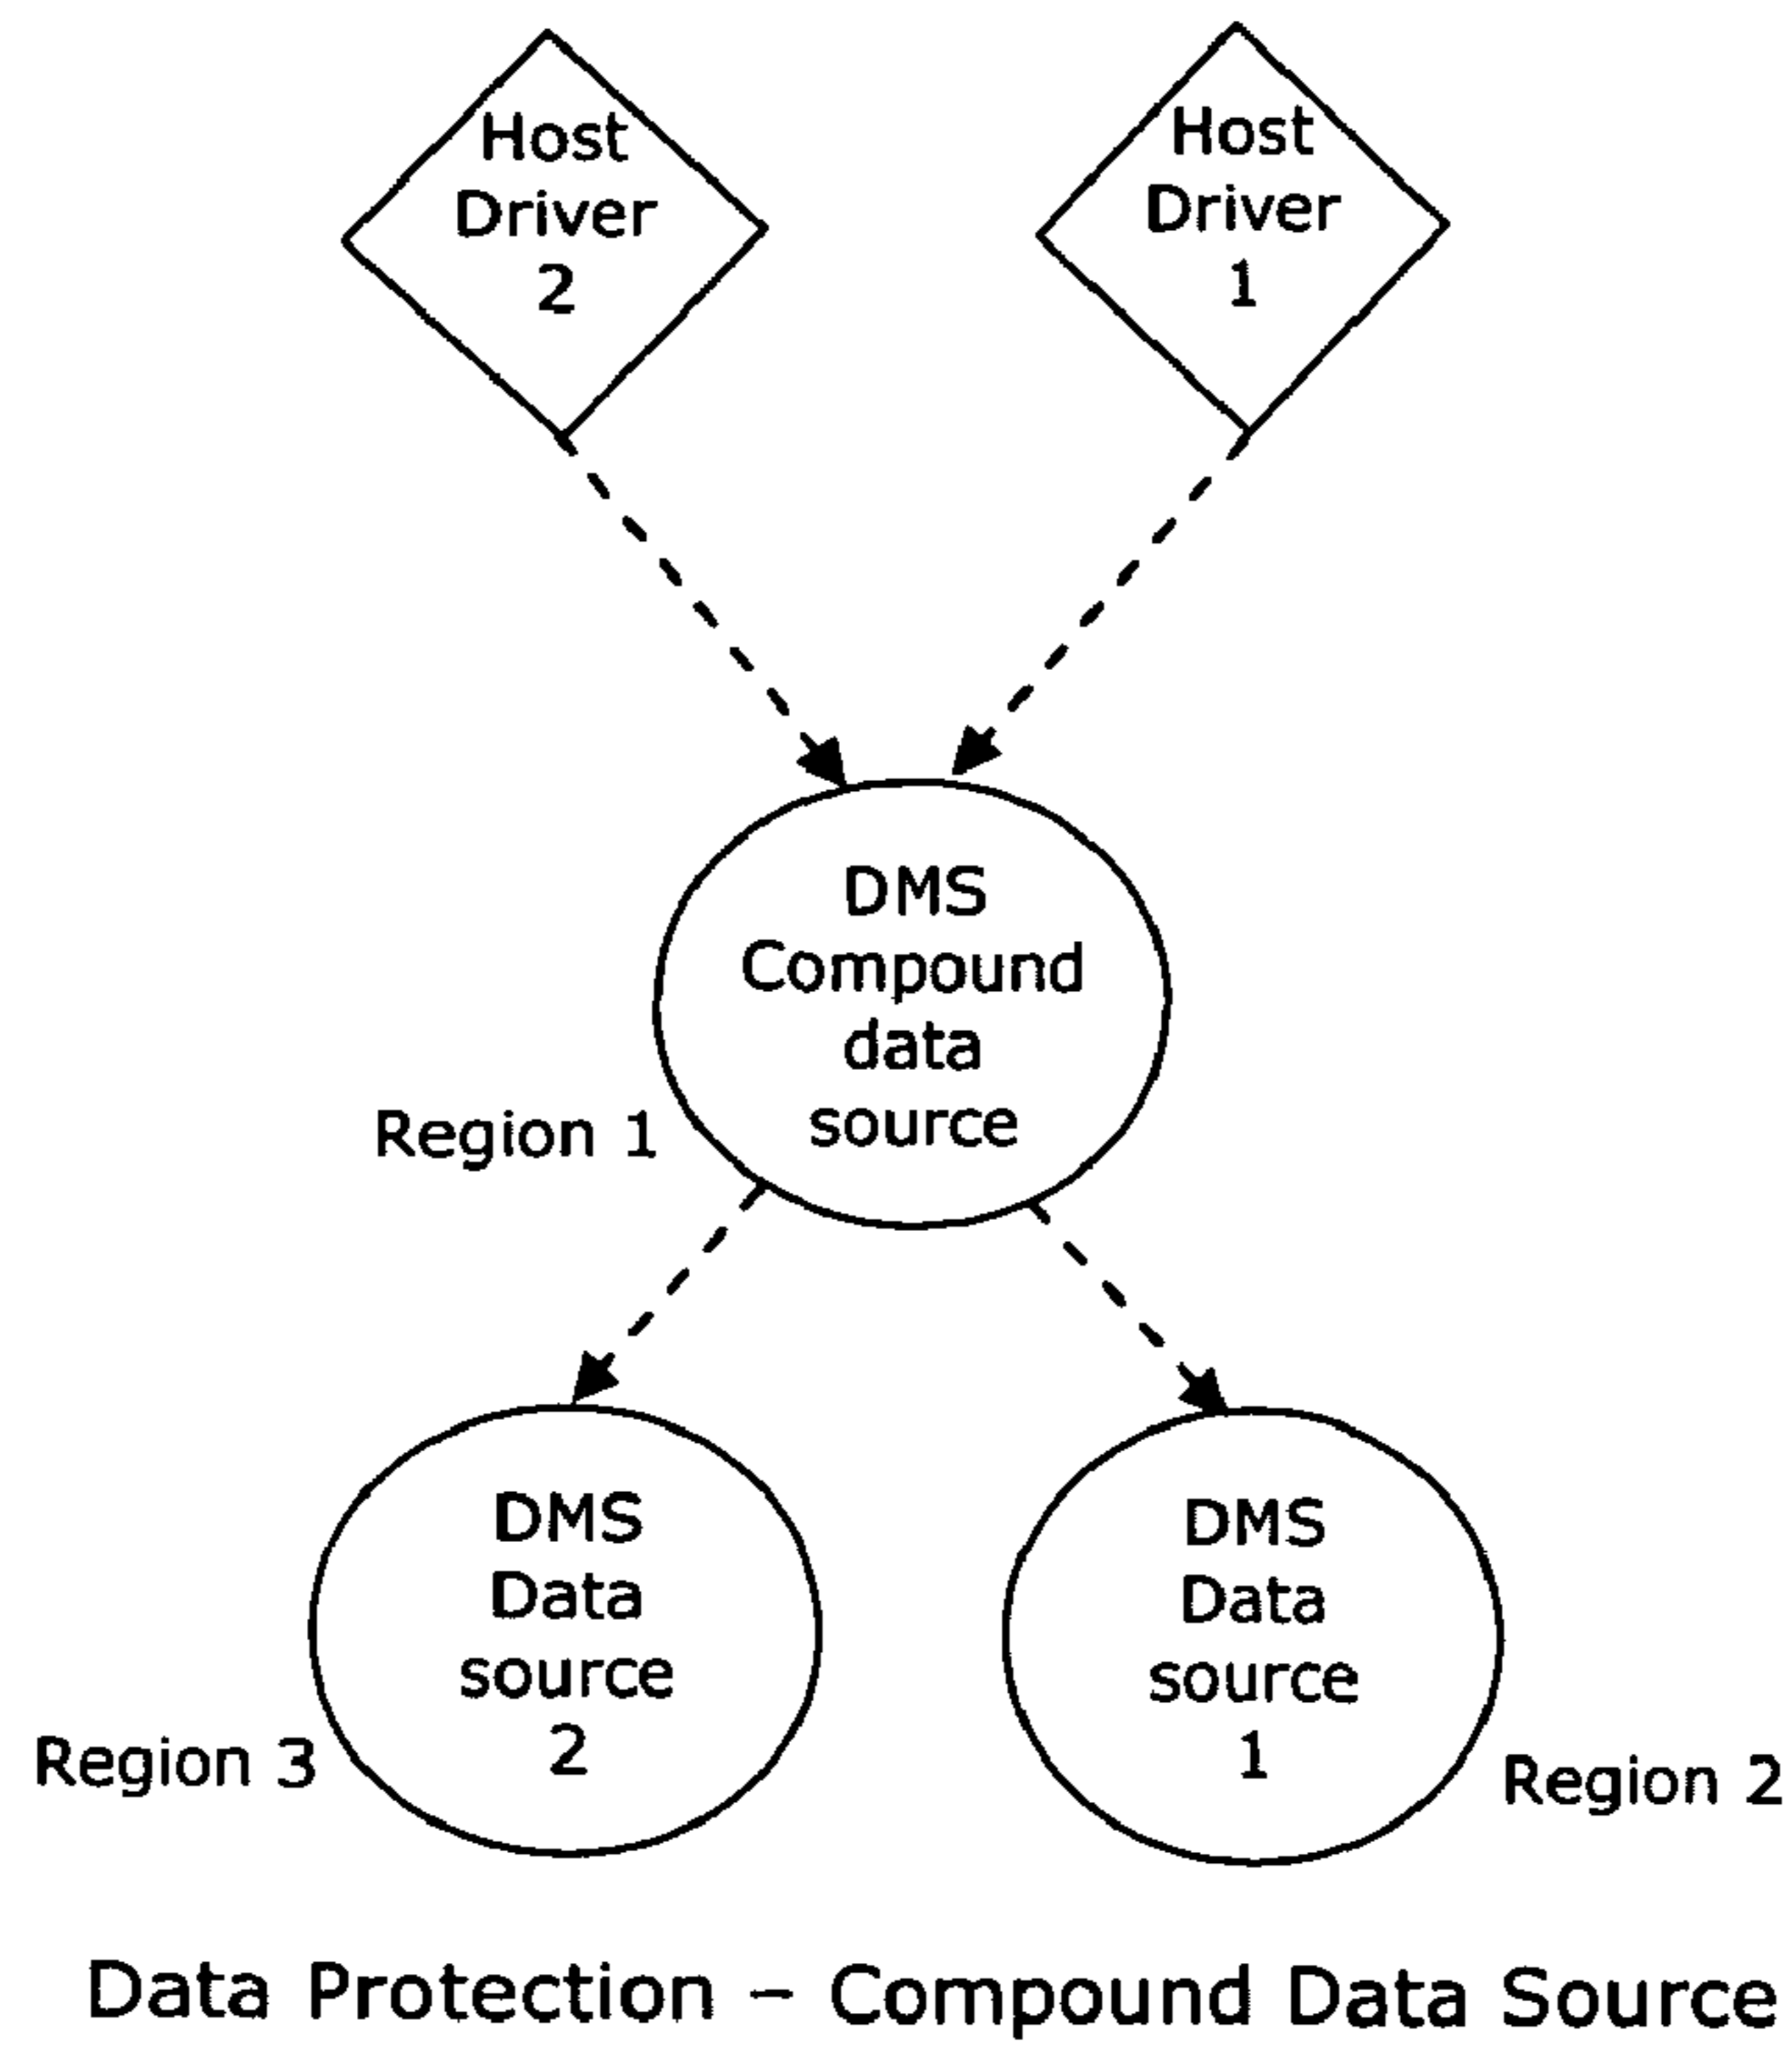 Host
Driver
2
Host
Driver
1
DMS
Compound
data
source
Region 1
DMS
Data
source
2
Region 3
DMS
Data
source
1
Region 2
Data Protection – Compound Data Source